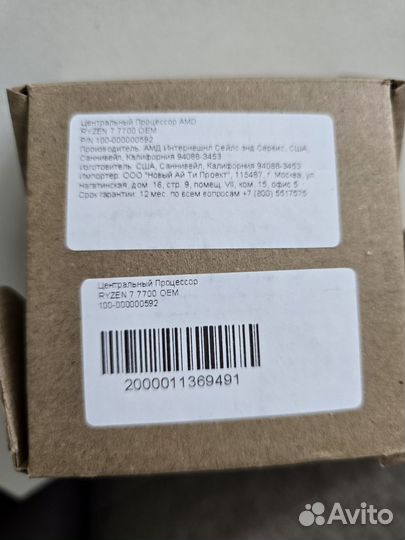 Центральный Процессор AMD
RYZEN 7 7700 OEM
P/N 100-000000592
Производитель: АМД Интернешнл Сейлс энд Сервис, США,
Саннивейл, Калифорния 94088-3453
Изготовитель: США, Саннивейл, Калифорния 94088-3453
Импортер: ООО "Новый Ай Ти Проект", 115487, г. Москва, ул.
Нагатинская, дом. 16, стр. 9, помещ. VII, ком. 15, офис 5
Срок гарантии: 12 мес. по всем вопросам +7 (800) 5517575
Центральный Процессор
RYZEN 7 7700 OEM
100-000000592
2000011369491
Avito